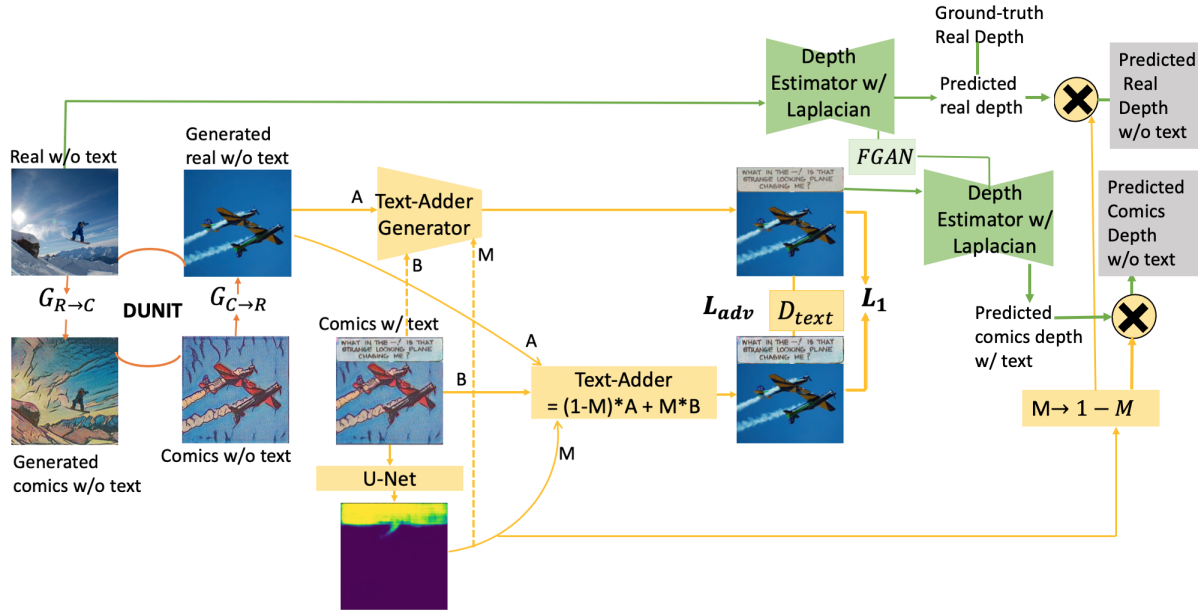 Ground-truth
Real Depth
Depth
Estimator w/
Laplacian
Predicted
real depth
Predicted
Real
Depth
w/o text
FGAN
Real w/o text
Generated
real w/o text
A
Text-Adder
Generator
B
M
WHAT IN THE —! IS THAT
STRANGE LOOKING PLANE
CHASING ME?
Depth
Estimator w/
Laplacian
Predicted
Comics
Depth
w/o text
G_{R→C}
DUNIT
G_{C→R}
L_{adv}
D_{text}
L_1
Predicted
comics depth
w/ text
Comics w/ text
WHAT IN THE —! IS THAT
STRANGE LOOKING PLANE
CHASING ME?
A
B
Text-Adder
= (1-M)*A + M*B
WHAT IN THE —! IS THAT
STRANGE LOOKING PLANE
CHASING ME?
M→ 1 − M
Generated
comics w/o text
Comics w/o text
M
U-Net